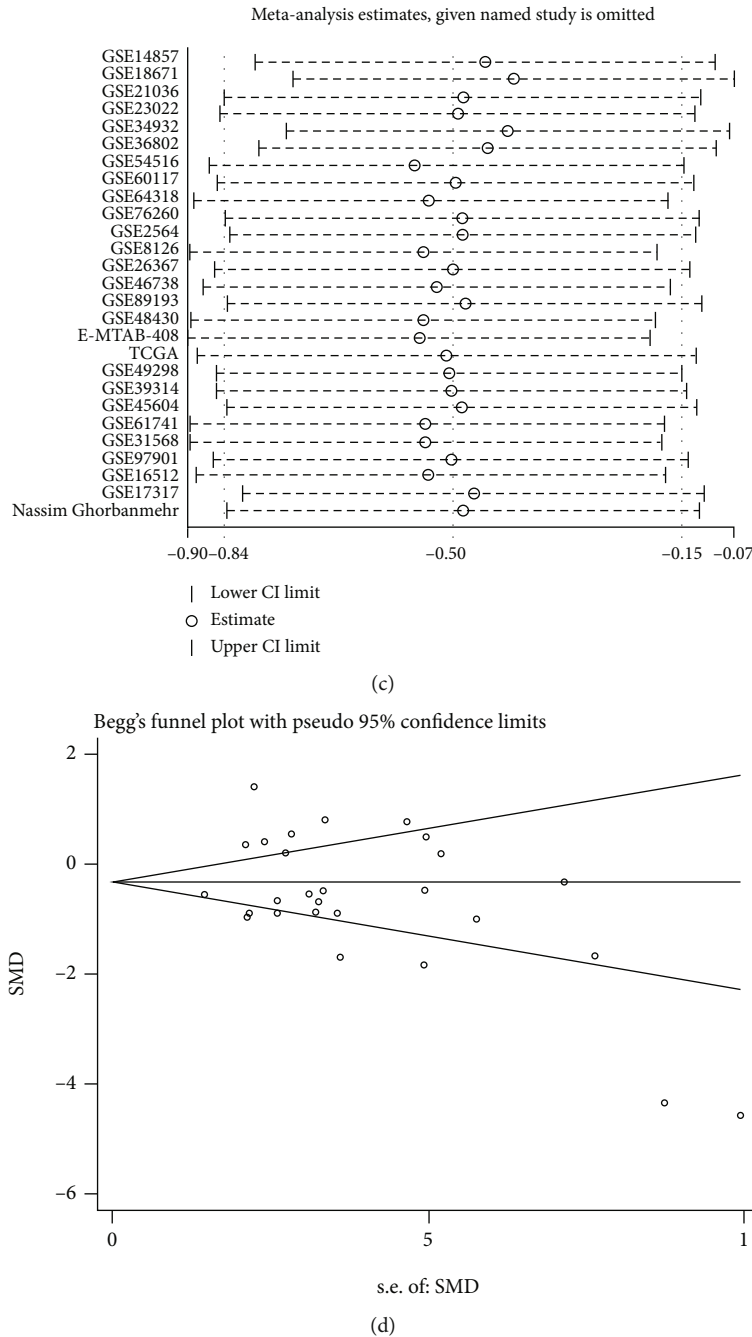 Meta-analysis estimates, given named study is omitted
GSE14857
GSE18671
GSE21036
GSE23022
GSE34932
GSE36802
GSE54516
GSE60117
GSE64318
GSE76260
GSE2564
GSE8126
GSE26367
GSE46738
GSE89193
GSE48430
E-MTAB-408
TCGA
GSE49298
GSE39314
GSE45604
GSE61741
GSE31568
GSE97901
GSE16512
GSE17317
Nassim Ghorbanmehr
–0.90 –0.84 –0.50 –0.15 –0.07
Lower CI limit
Estimate
Upper CI limit
(c)
Begg's funnel plot with pseudo 95% confidence limits
2
0
–2
–4
–6
SMD
0 5 1
s.e. of: SMD
(d)